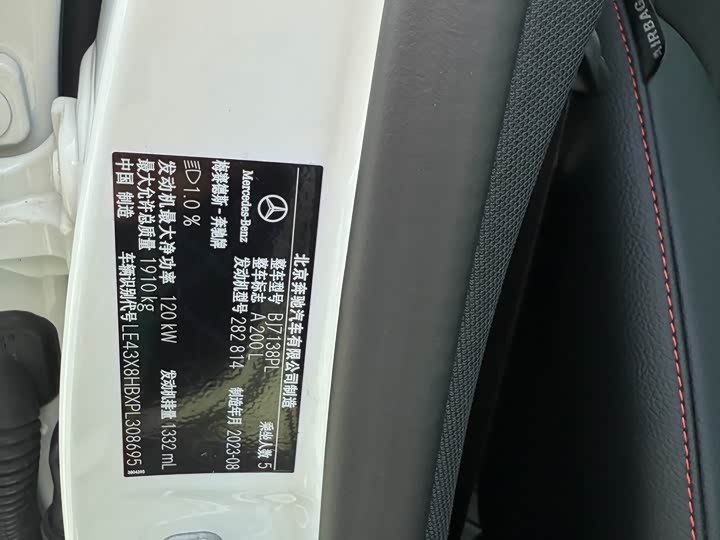 北京奔驰汽车有限公司制造
Mercedes-Benz
整车型号 BJ7138PL 乘坐人数 5
整车标志 A 200 L
梅赛德斯-奔驰牌 发动机型号 282 814 制造年月 2023-08
1.0 %
发动机最大净功率 120 kW 发动机排量 1332 mL
最大允许总质量 1910 kg
中国 制造 车辆识别代号 LE43X8HBXPL308695
AIRBAG